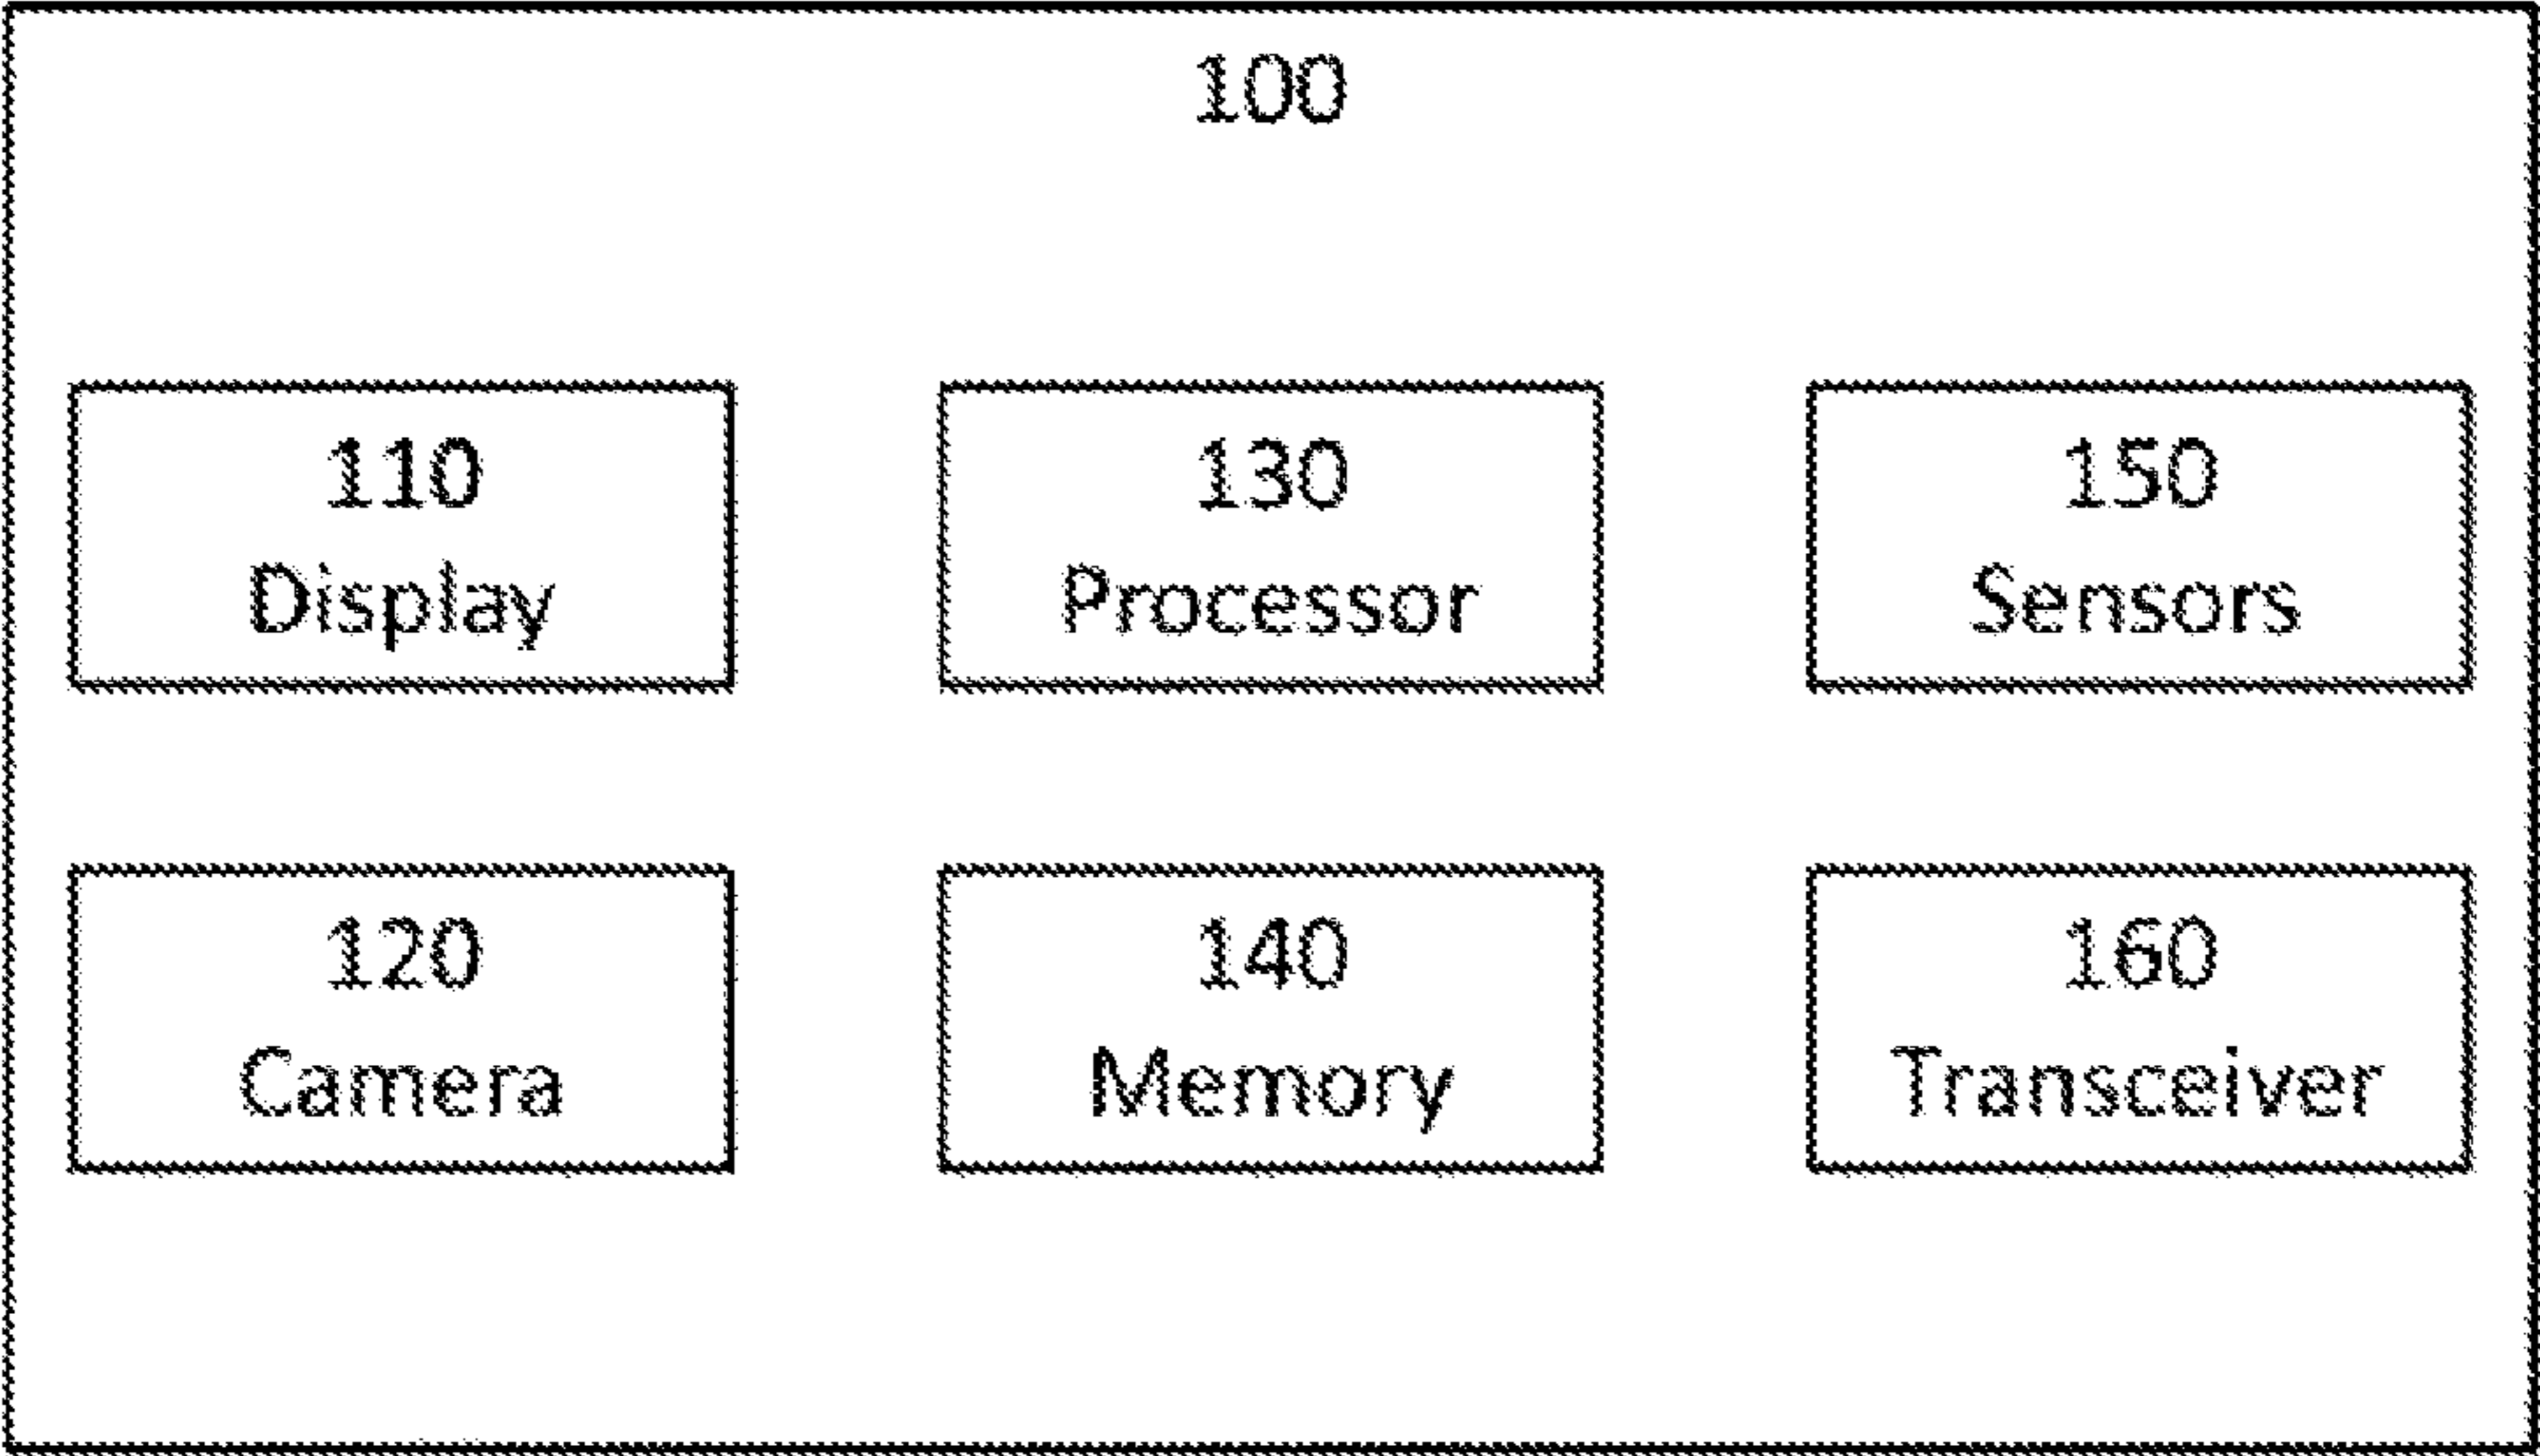 100
110
Display
130
Processor
150
Sensors
120
Camera
140
Memory
160
Transceiver